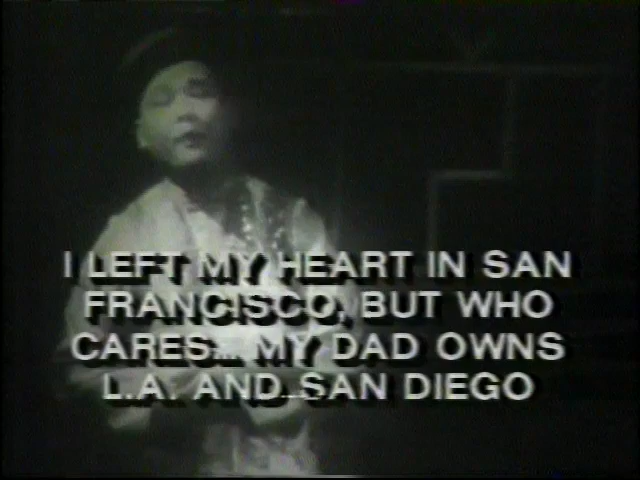 I LEFT MY HEART IN SAN
FRANCISCO, BUT WHO
CARES... MY DAD OWNS
L.A. AND SAN DIEGO